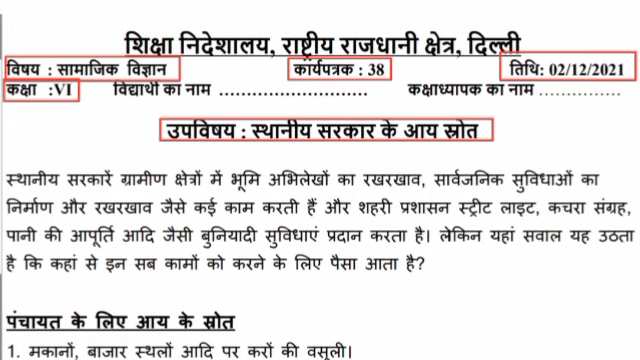 शिक्षा निदेशालय, राष्ट्रीय राजधानी क्षेत्र, दिल्ली
विषय : सामाजिक विज्ञान कार्यपत्रक : 38 तिथि: 02/12/2021
कक्षा :VI विद्यार्थी का नाम ............................ कक्षाध्यापक का नाम ...............
उपविषय : स्थानीय सरकार के आय स्रोत
स्थानीय सरकारें ग्रामीण क्षेत्रों में भूमि अभिलेखों का रखरखाव, सार्वजनिक सुविधाओं का
निर्माण और रखरखाव जैसे कई काम करती हैं और शहरी प्रशासन स्ट्रीट लाइट, कचरा संग्रह,
पानी की आपूर्ति आदि जैसी बुनियादी सुविधाएं प्रदान करता है। लेकिन यहां सवाल यह उठता
है कि कहां से इन सब कामों को करने के लिए पैसा आता है?
पंचायत के लिए आय के स्रोत
1. मकानों, बाजार स्थलों आदि पर करों की वसूली।